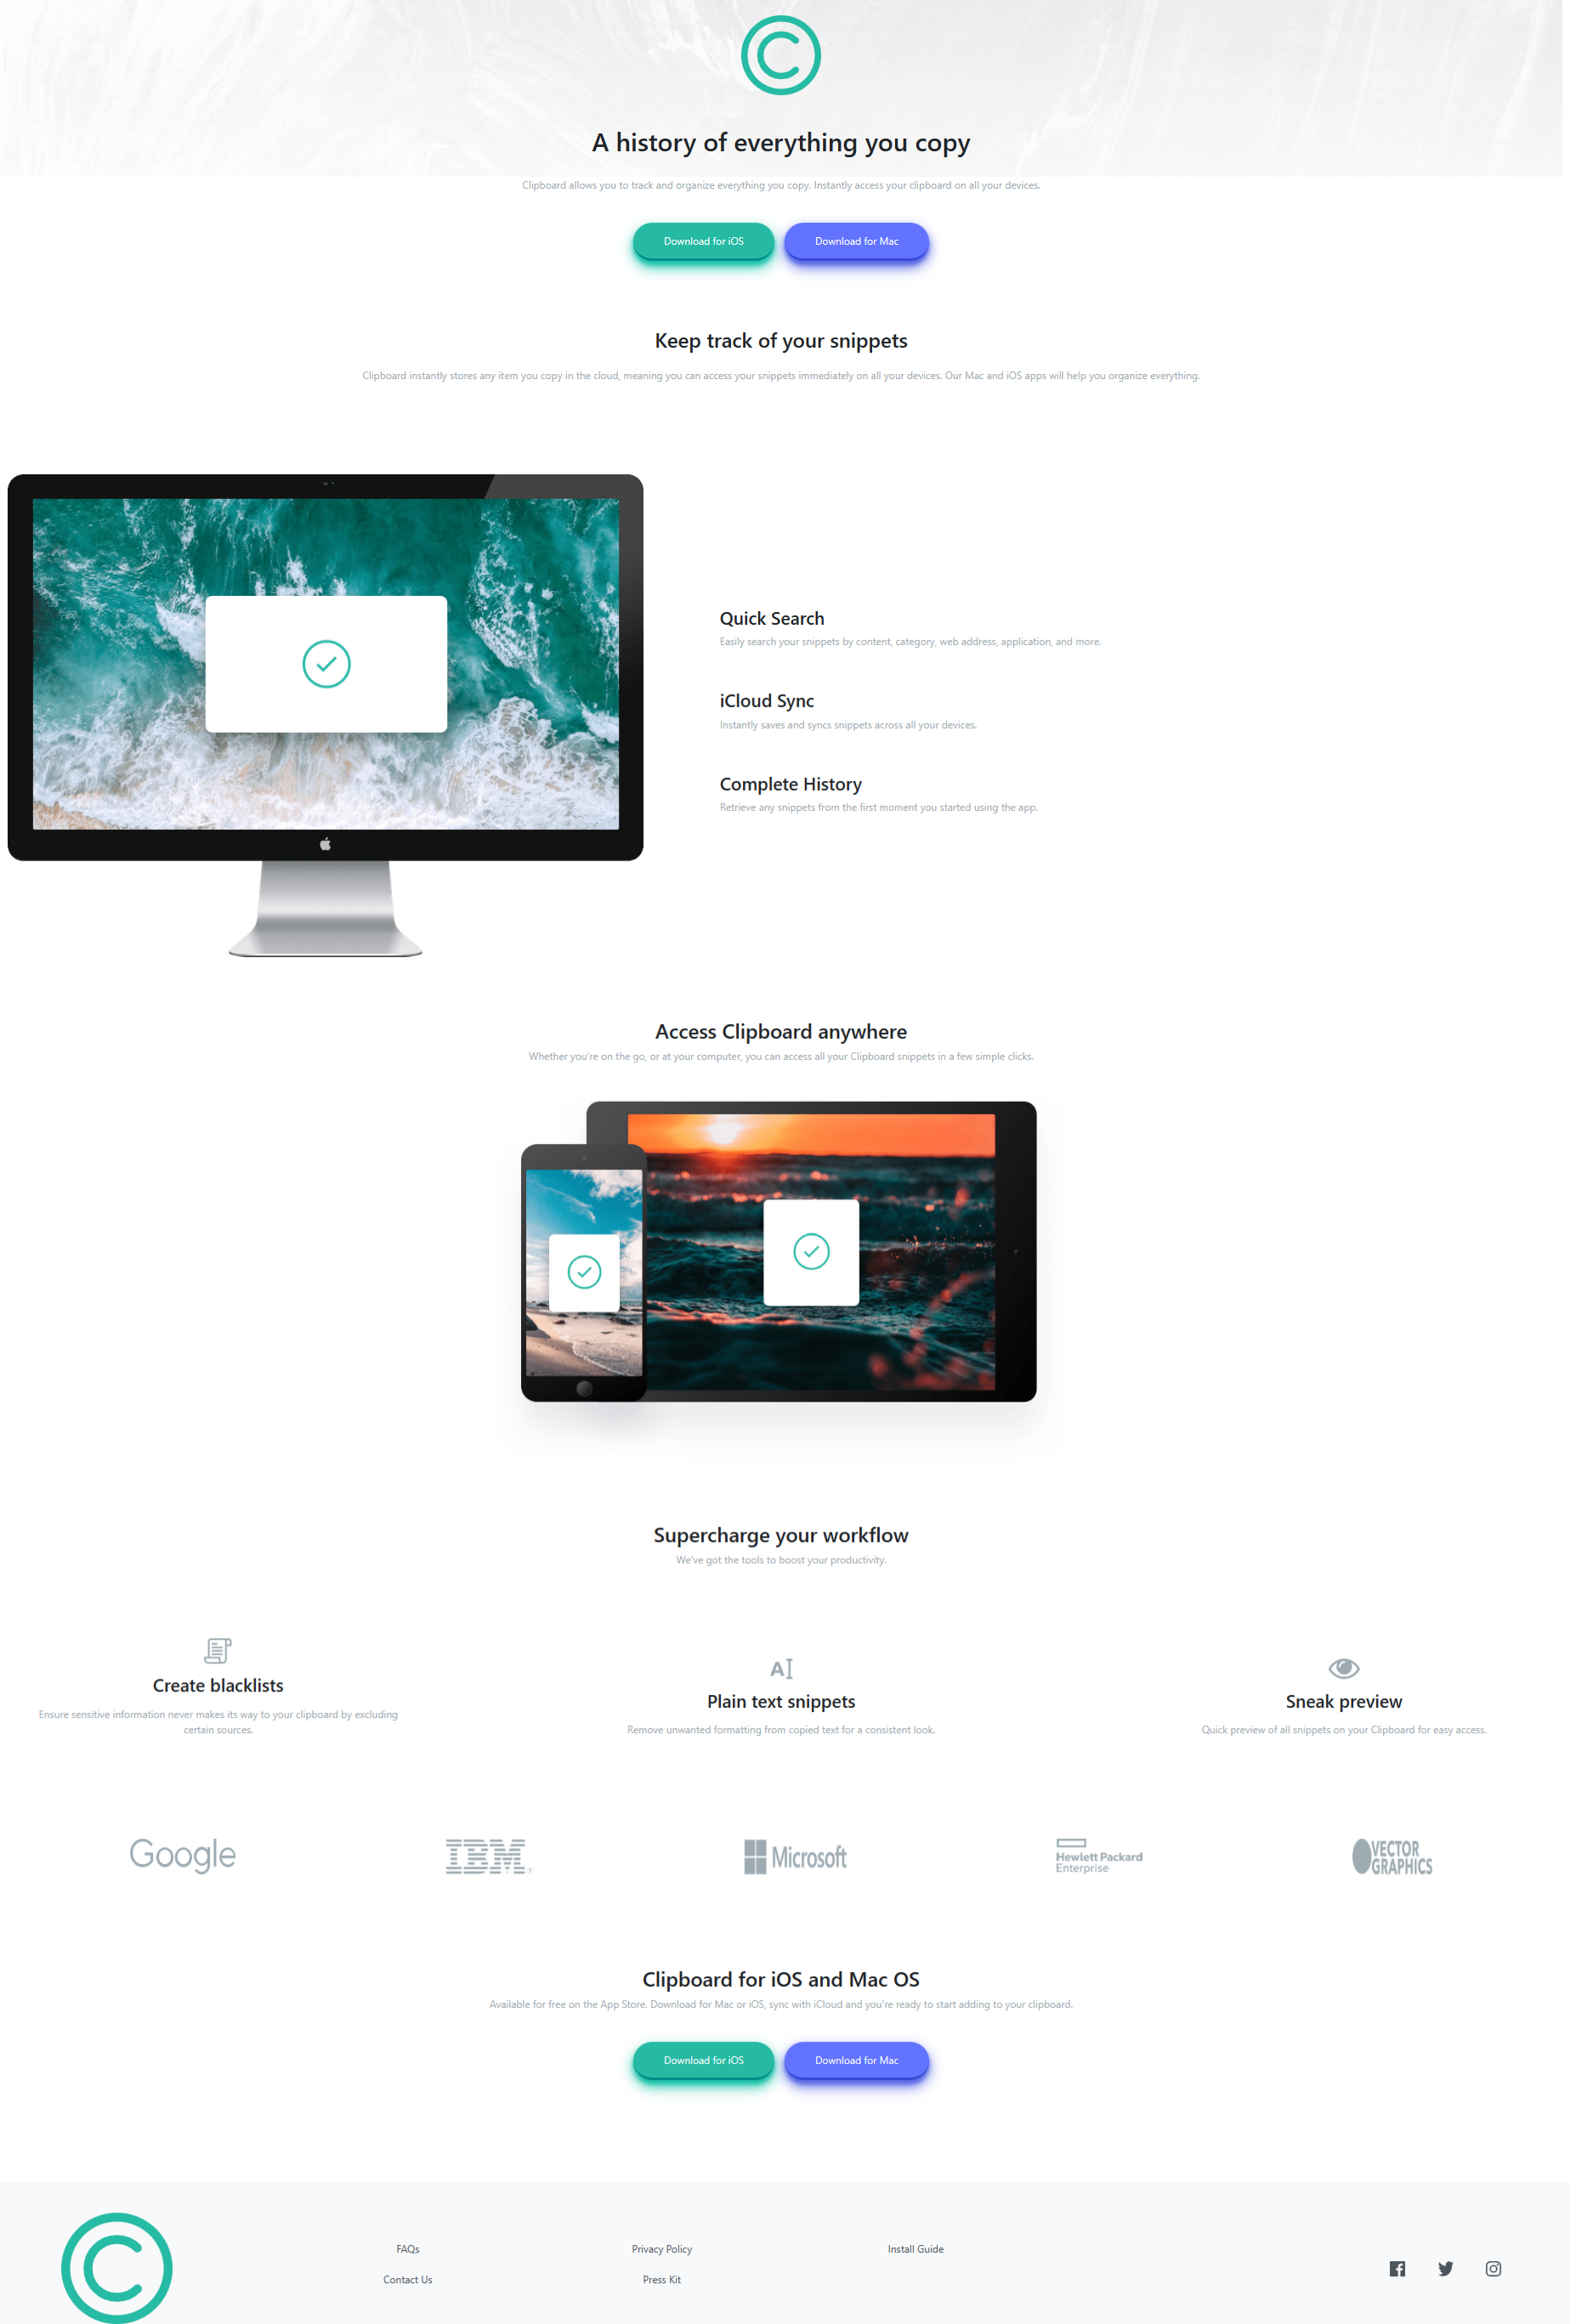 A history of everything you copy
Clipboard allows you to track and organize everything you copy. Instantly access your clipboard on all your devices.
Download for iOS
Download for Mac
Keep track of your snippets
Clipboard instantly stores any item you copy in the cloud, meaning you can access your snippets immediately on all your devices. Our Mac and iOS apps will help you organize everything.
Quick Search
Easily search your snippets by content, category, web address, application, and more.
iCloud Sync
Instantly saves and syncs snippets across all your devices.
Complete History
Retrieve any snippets from the first moment you started using the app.
Access Clipboard anywhere
Whether you're on the go, or at your computer, you can access all your Clipboard snippets in a few simple clicks.
Supercharge your workflow
We've got the tools to boost your productivity.
Create blacklists
Ensure sensitive information never makes its way to your clipboard by excluding
certain sources.
Plain text snippets
Remove unwanted formatting from copied text for a consistent look.
Sneak preview
Quick preview of all snippets on your Clipboard for easy access.
Google
IBM
Microsoft
Hewlett Packard
Enterprise
VECTOR
GRAPHICS
Clipboard for iOS and Mac OS
Available for free on the App Store. Download for Mac or iOS, sync with iCloud and you're ready to start adding to your clipboard.
Download for iOS
Download for Mac
FAQs
Contact Us
Privacy Policy
Press Kit
Install Guide